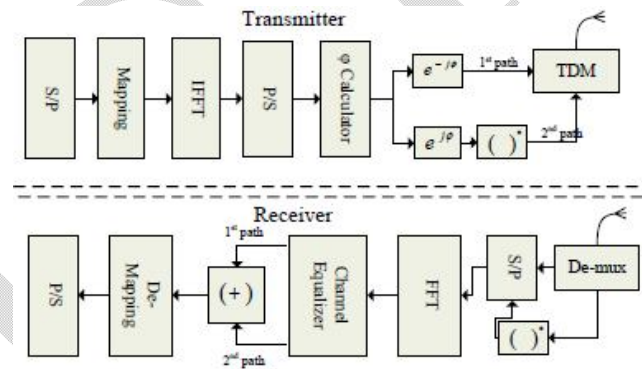 Transmitter
S/P
Mapping
IFFT
P/S
φ Calculator
e^{-jφ}
1st path
TDM
e^{jφ}
( )*
2nd path
Receiver
P/S
De-
Mapping
1st path
(+)
2nd path
Channel
Equalizer
FFT
S/P
De-mux
( )*